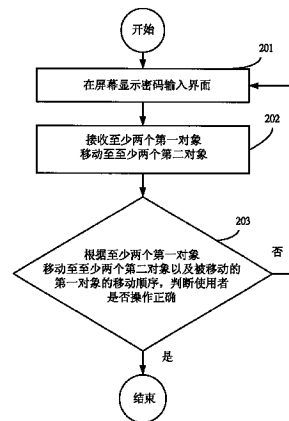 开始
201
在屏幕显示密码输入界面
202
接收至少两个第一对象
移动至至少两个第二对象
203
根据至少两个第一对象
移动至至少两个第二对象以及被移动的
第一对象的移动顺序，判断使用者
是否操作正确
否
是
结束